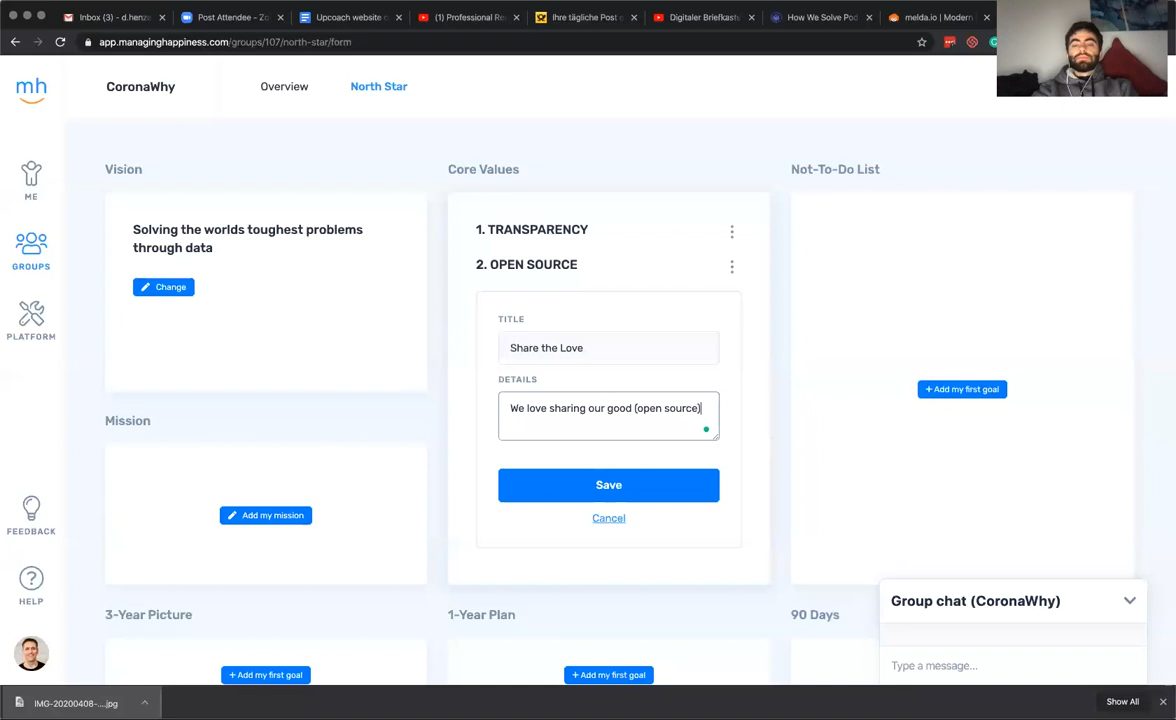 Inbox (3) - d.henza
Post Attendee - Zo
Upcoach website c
(1) Professional Re
Ihre tägliche Post o
Digitaler Briefkastu
How We Solve Pod
melda.io | Modern
app.managinghappiness.com/groups/107/north-star/form
mh
CoronaWhy
Overview
North Star
ME
GROUPS
PLATFORM
FEEDBACK
HELP
Vision
Solving the worlds toughest problems
through data
Change
Mission
Add my mission
3-Year Picture
+ Add my first goal
Core Values
1. TRANSPARENCY
2. OPEN SOURCE
TITLE
Share the Love
DETAILS
We love sharing our good (open source)
Save
Cancel
1-Year Plan
+ Add my first goal
Not-To-Do List
+ Add my first goal
90 Days
Group chat (CoronaWhy)
Type a message...
IMG-20200408-....jpg
Show All